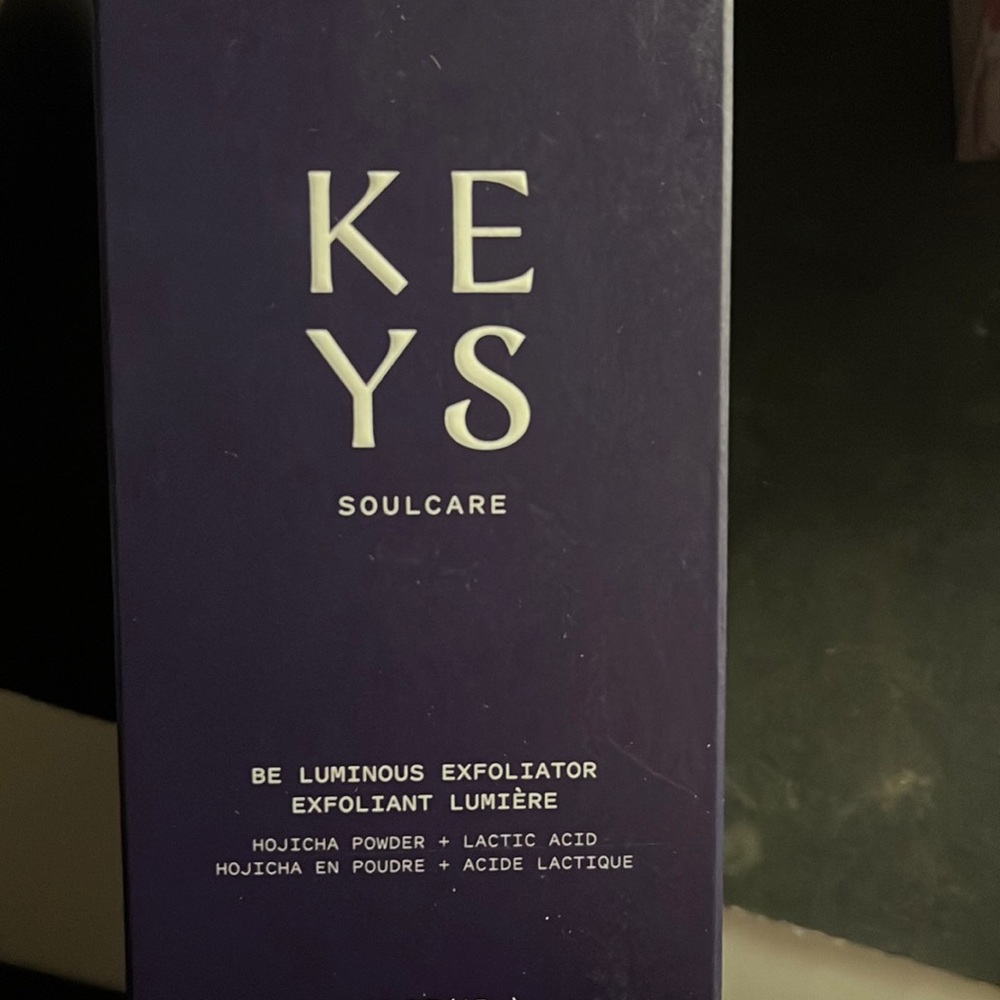 KE
YS
SOULCARE
BE LUMINOUS EXFOLIATOR
EXFOLIANT LUMIÈRE
HOJICHA POWDER + LACTIC ACID
HOJICHA EN POUDRE + ACIDE LACTIQUE